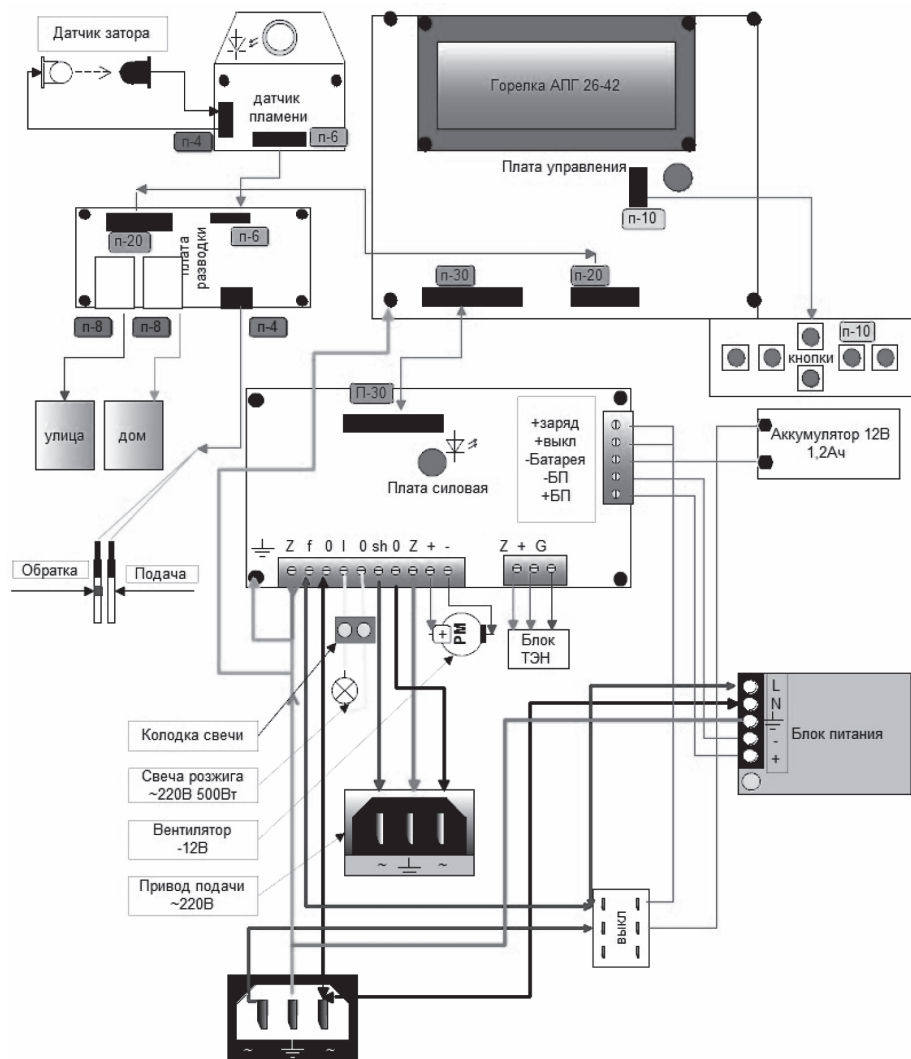 Датчик затора
датчик
пламени
п-4
п-6
Горелка АПГ 26-42
Плата управления
п-10
п-20
п-6
плата
разводки
п-30
п-20
п-8
п-8
п-4
п-10
кнопки
улица
дом
П-30
Плата силовая
+заряд
+выкл
-Батарея
-БП
+БП
Аккумулятор 12В
1,2Ач
Z f 0 l 0 sh 0 Z + -
Z + G
Обратка
Подача
+
РМ
Блок
ТЭН
L
N
-
+
Блок питания
Колодка свечи
Свеча розжига
~220В 500Вт
Вентилятор
-12В
Привод подачи
~220В
~ ~
выкл
~ ~